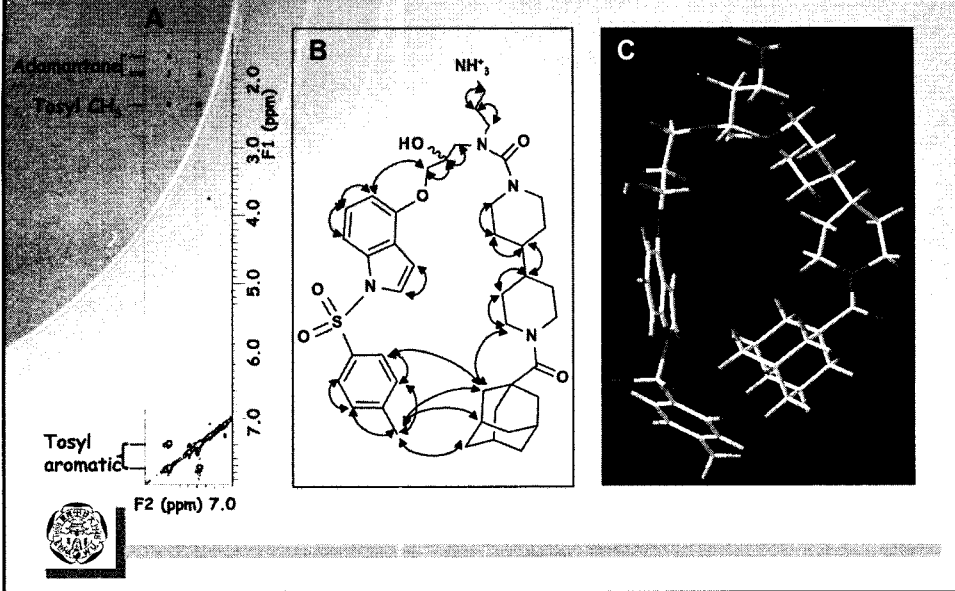 A
Adamantane
Tosyl CH₃
2.0
3.0
4.0
5.0
6.0
7.0
F1 (ppm)
Tosyl
aromatic
F2 (ppm) 7.0
B
NH⁺₃
HO
N
O
N
O
N
O
S
O
N
O
C